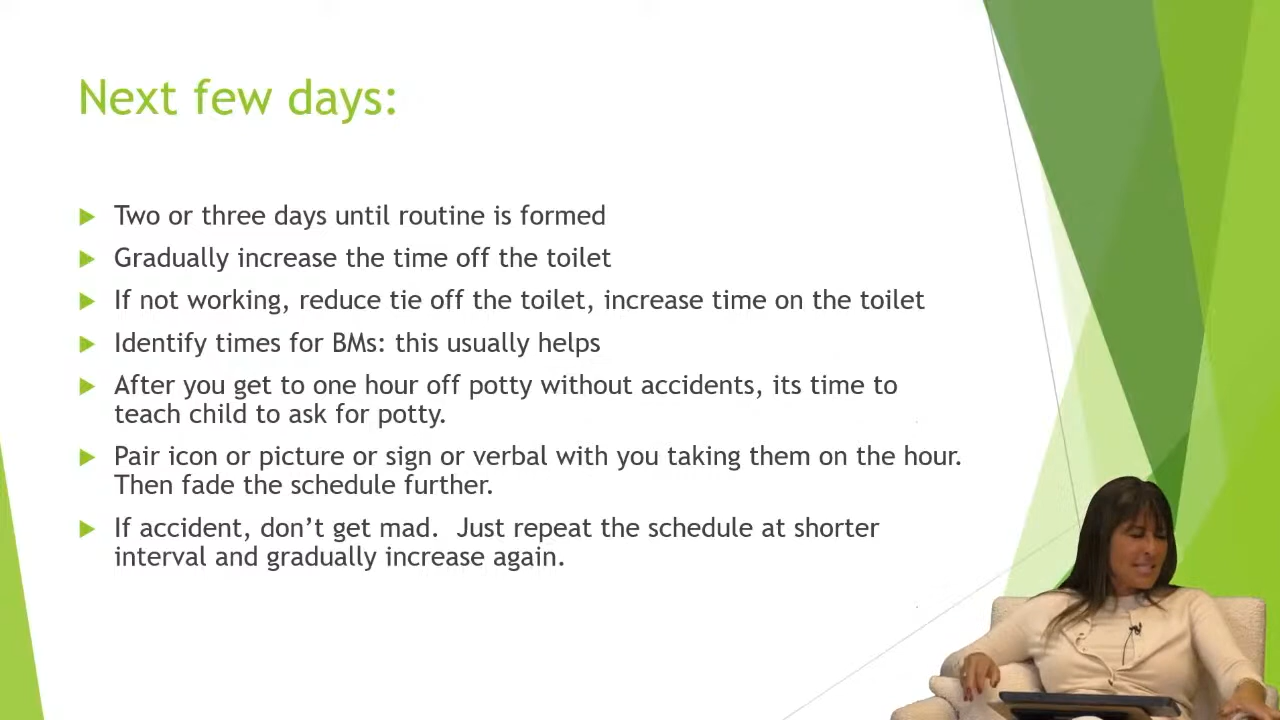 Next few days:
Two or three days until routine is formed
Gradually increase the time off the toilet
If not working, reduce tie off the toilet, increase time on the toilet
Identify times for BMs: this usually helps
After you get to one hour off potty without accidents, its time to
teach child to ask for potty.
Pair icon or picture or sign or verbal with you taking them on the hour.
Then fade the schedule further.
If accident, don’t get mad.  Just repeat the schedule at shorter
interval and gradually increase again.